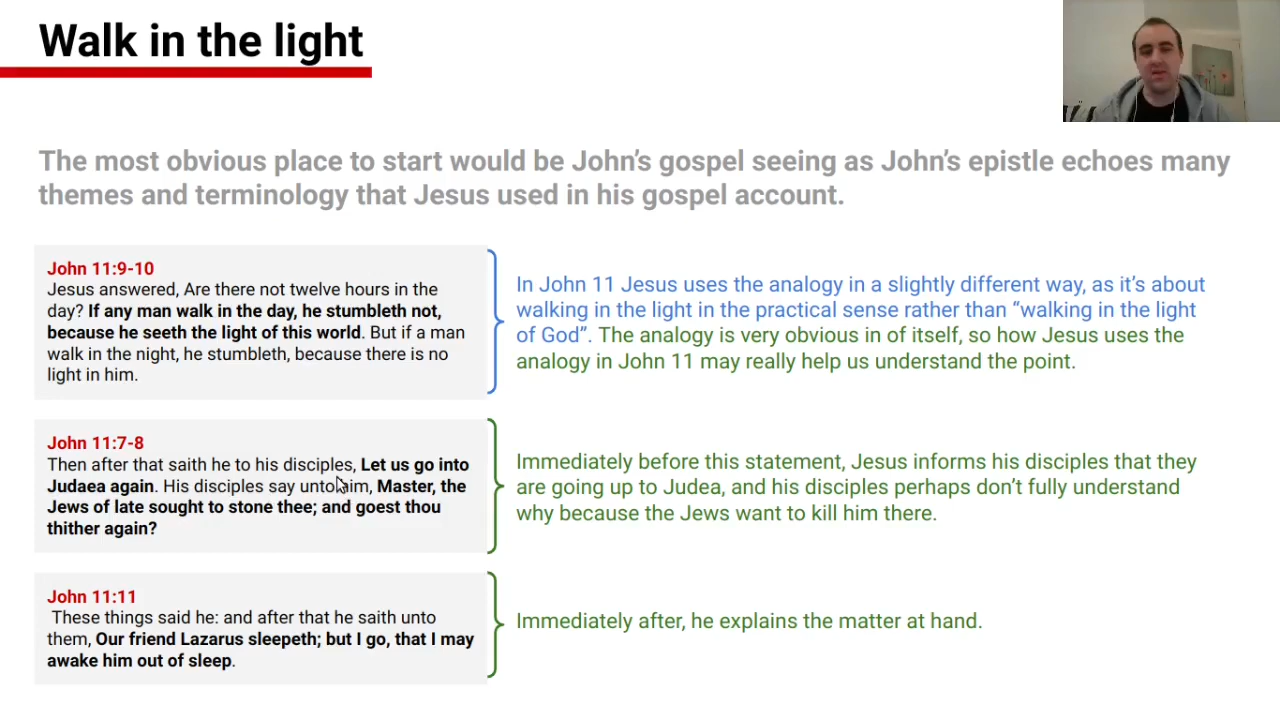 Walk in the light
The most obvious place to start would be John's gospel seeing as John's epistle echoes many
themes and terminology that Jesus used in his gospel account.
John 11:9-10
Jesus answered, Are there not twelve hours in the
day? If any man walk in the day, he stumbleth not,
because he seeth the light of this world. But if a man
walk in the night, he stumbleth, because there is no
light in him.
In John 11 Jesus uses the analogy in a slightly different way, as it's about
walking in the light in the practical sense rather than “walking in the light
of God”. The analogy is very obvious in of itself, so how Jesus uses the
analogy in John 11 may really help us understand the point.
John 11:7-8
Then after that saith he to his disciples, Let us go into
Judaea again. His disciples say unto him, Master, the
Jews of late sought to stone thee; and goest thou
thither again?
Immediately before this statement, Jesus informs his disciples that they
are going up to Judea, and his disciples perhaps don't fully understand
why because the Jews want to kill him there.
John 11:11
These things said he: and after that he saith unto
them, Our friend Lazarus sleepeth; but I go, that I may
awake him out of sleep.
Immediately after, he explains the matter at hand.